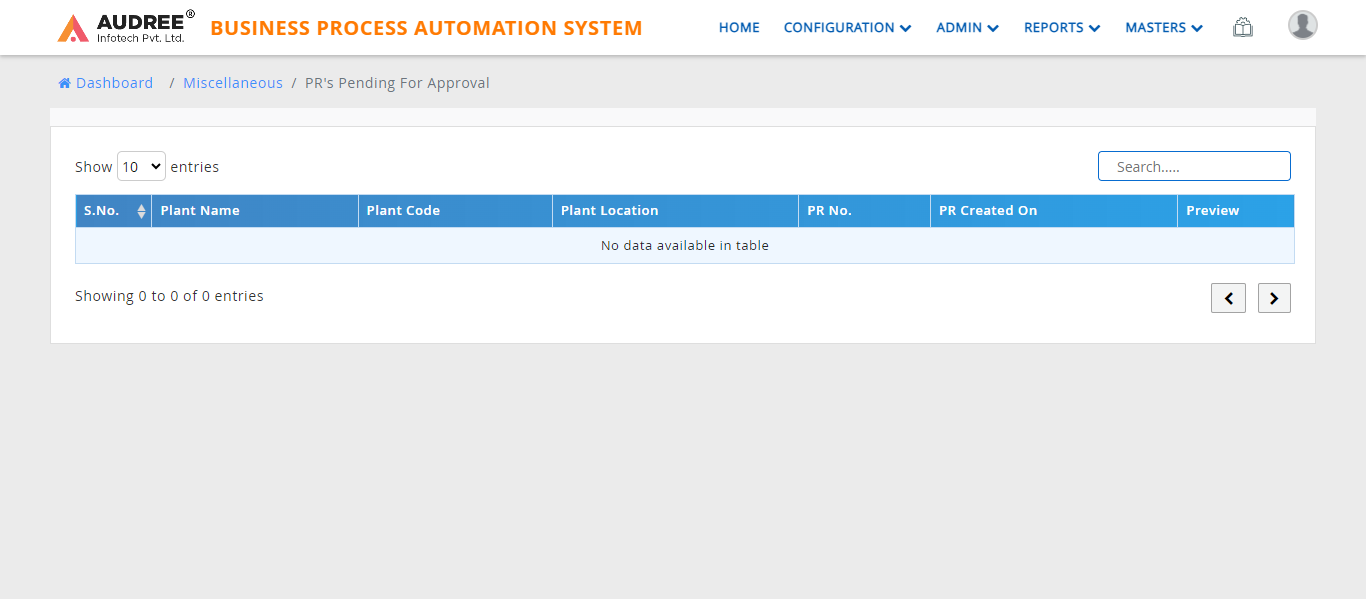 AUDREE®
Infotech Pvt. Ltd.
BUSINESS PROCESS AUTOMATION SYSTEM
HOME CONFIGURATION ADMIN REPORTS MASTERS
Dashboard / Miscellaneous / PR's Pending For Approval
Show 10 entries
Search.....
S.No. Plant Name Plant Code Plant Location PR No. PR Created On Preview
No data available in table
Showing 0 to 0 of 0 entries